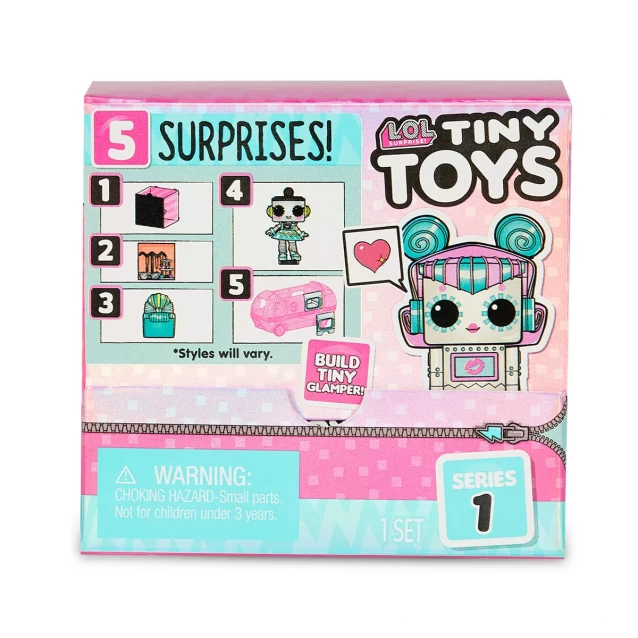 5 SURPRISES!
1
2
3
4
5
*Styles will vary.
LOL
SURPRISE!
TINY
TOYS
BUILD
TINY
GLAMPER!
WARNING:
CHOKING HAZARD-Small parts.
Not for children under 3 years.
1 SET
SERIES
1